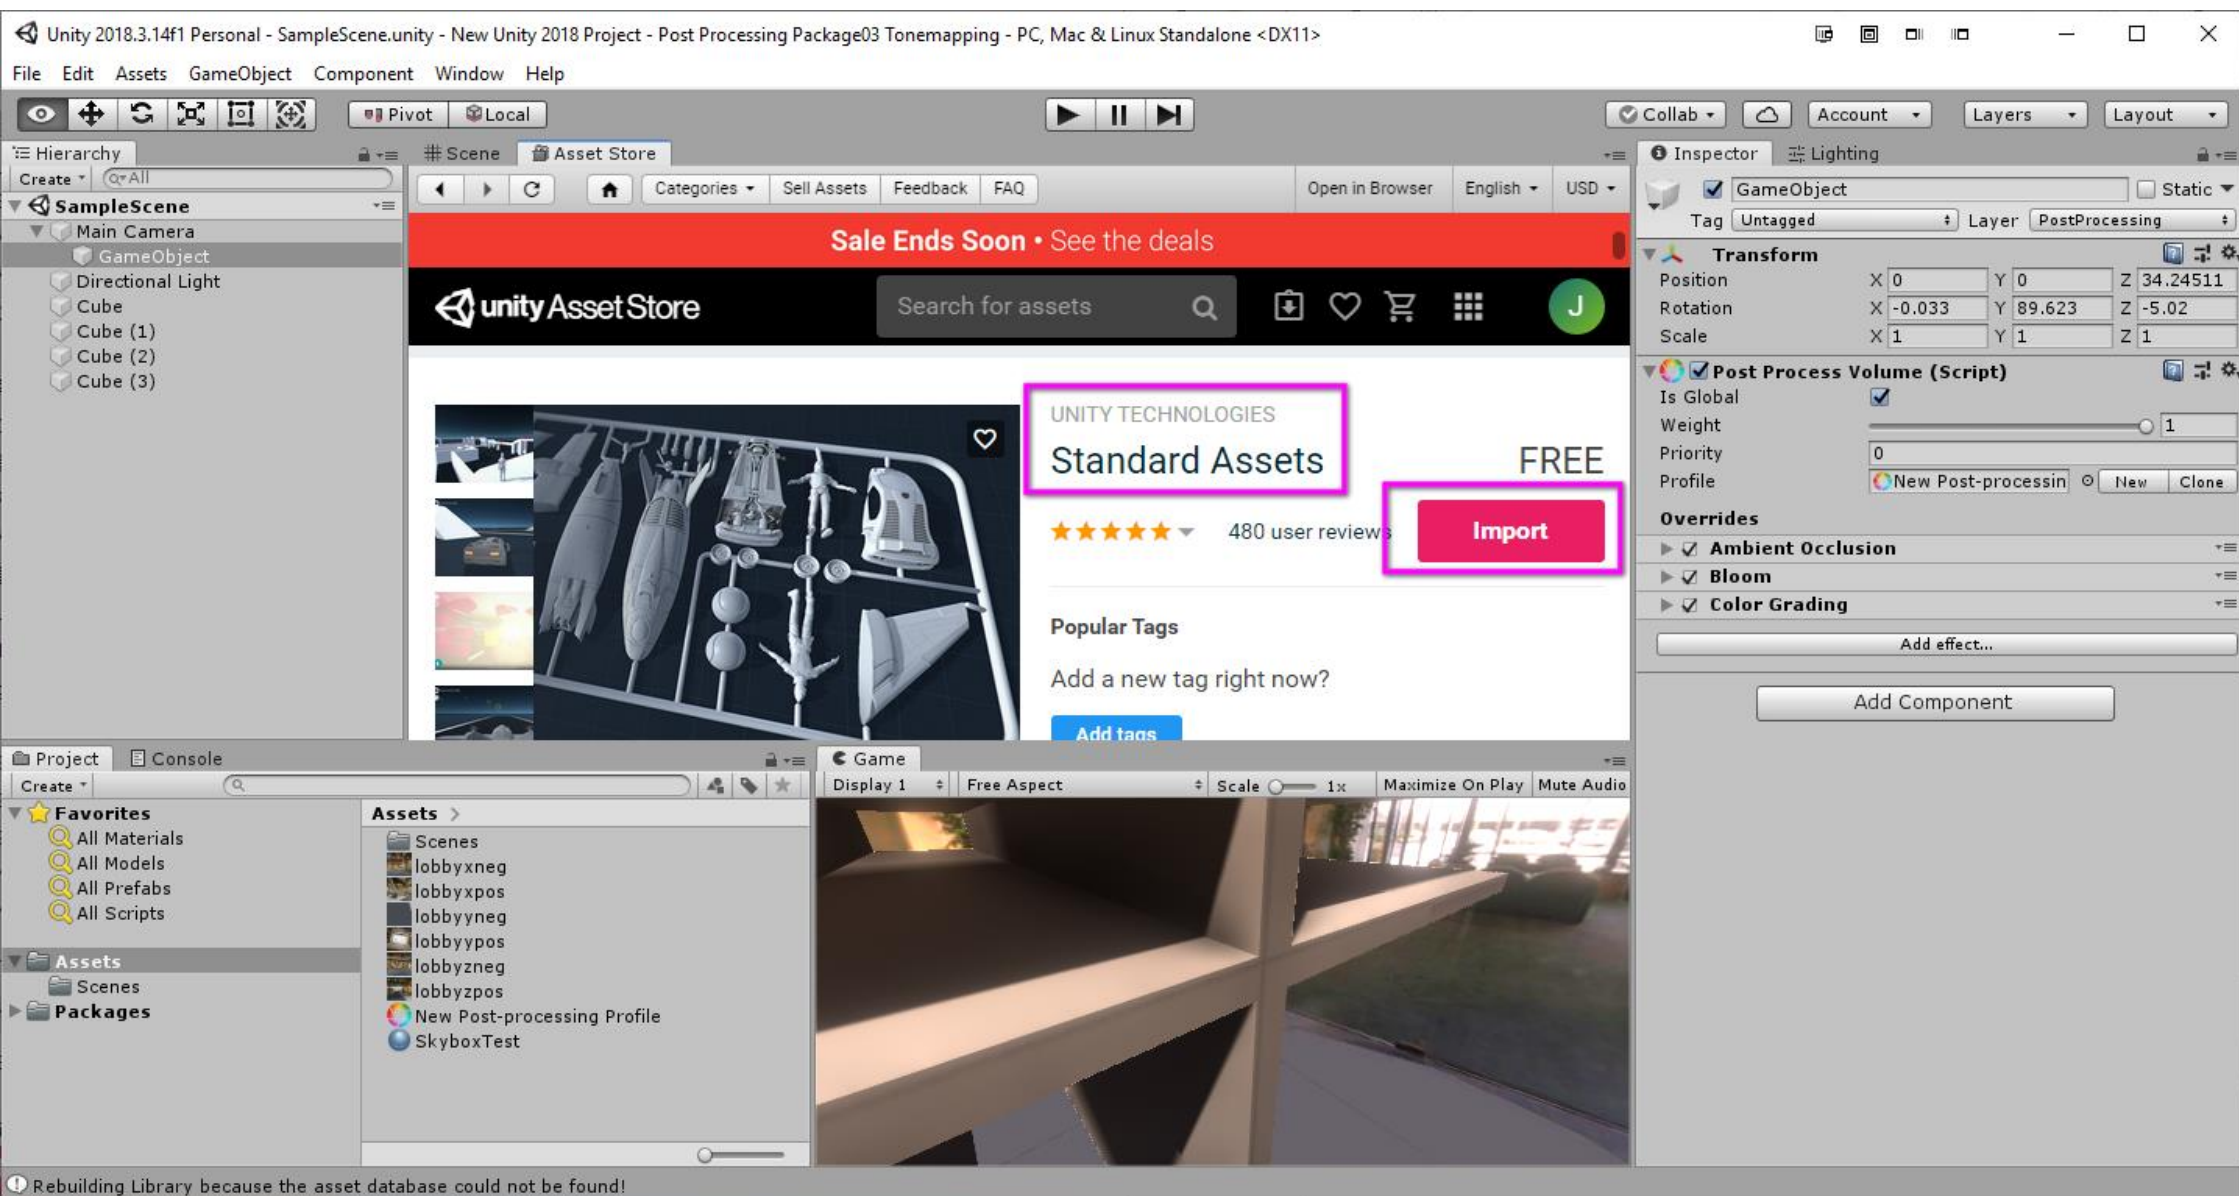 Unity 2018.3.14f1 Personal - SampleScene.unity - New Unity 2018 Project - Post Processing Package03 Tonemapping - PC, Mac & Linux Standalone <DX11>
File Edit Assets GameObject Component Window Help
Pivot Local Collab Account Layers Layout
Hierarchy
Create All
SampleScene
Main Camera
GameObject
Directional Light
Cube
Cube (1)
Cube (2)
Cube (3)
Scene Asset Store
Categories Sell Assets Feedback FAQ Open in Browser English USD
Sale Ends Soon • See the deals
unity Asset Store Search for assets J
UNITY TECHNOLOGIES
Standard Assets FREE
480 user reviews Import
Popular Tags
Add a new tag right now?
Add tags
Inspector Lighting
GameObject Static
Tag Untagged Layer PostProcessing
Transform
Position X 0 Y 0 Z 34.24511
Rotation X -0.033 Y 89.623 Z -5.02
Scale X 1 Y 1 Z 1
Post Process Volume (Script)
Is Global
Weight 1
Priority 0
Profile New Post-processin New Clone
Overrides
Ambient Occlusion
Bloom
Color Grading
Add effect...
Add Component
Project Console
Create
Favorites
All Materials
All Models
All Prefabs
All Scripts
Assets
Scenes
Packages
Assets >
Scenes
lobbyxneg
lobbyxpos
lobbyyneg
lobbyypos
lobbyzneg
lobbyzpos
New Post-processing Profile
SkyboxTest
Game
Display 1 Free Aspect Scale 1x Maximize On Play Mute Audio
Rebuilding Library because the asset database could not be found!